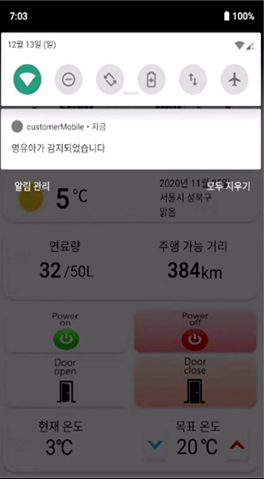 7:03 100%
12월 13일 (일)
customerMobile • 지금
영유아가 감지되었습니다
알림 관리 모두 지우기
5 ℃
2020년 11월
서울시 성북구
맑음
연료량 주행 가능 거리
32 /50L 384km
Power Power
on off
Door Door
open close
현재 온도 목표 온도
3℃ 20 ℃